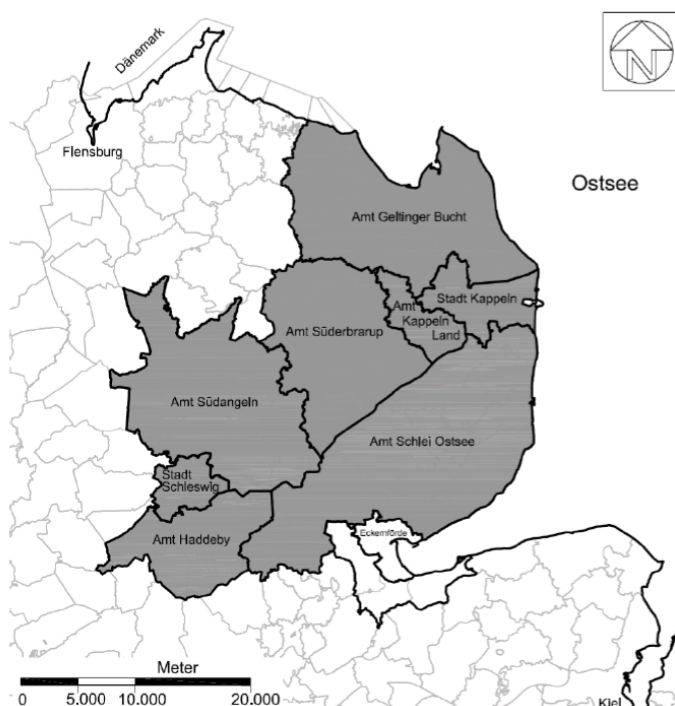 Dänemark
N
Flensburg
Ostsee
Amt Geltinger Bucht
Stadt Kappeln
Amt
Kappeln
Land
Amt Süderbrarup
Amt Südangeln
Amt Schlei Ostsee
Stadt
Schleswig
Eckernförde
Amt Haddeby
Meter
0 5.000 10.000 20.000
Kiel